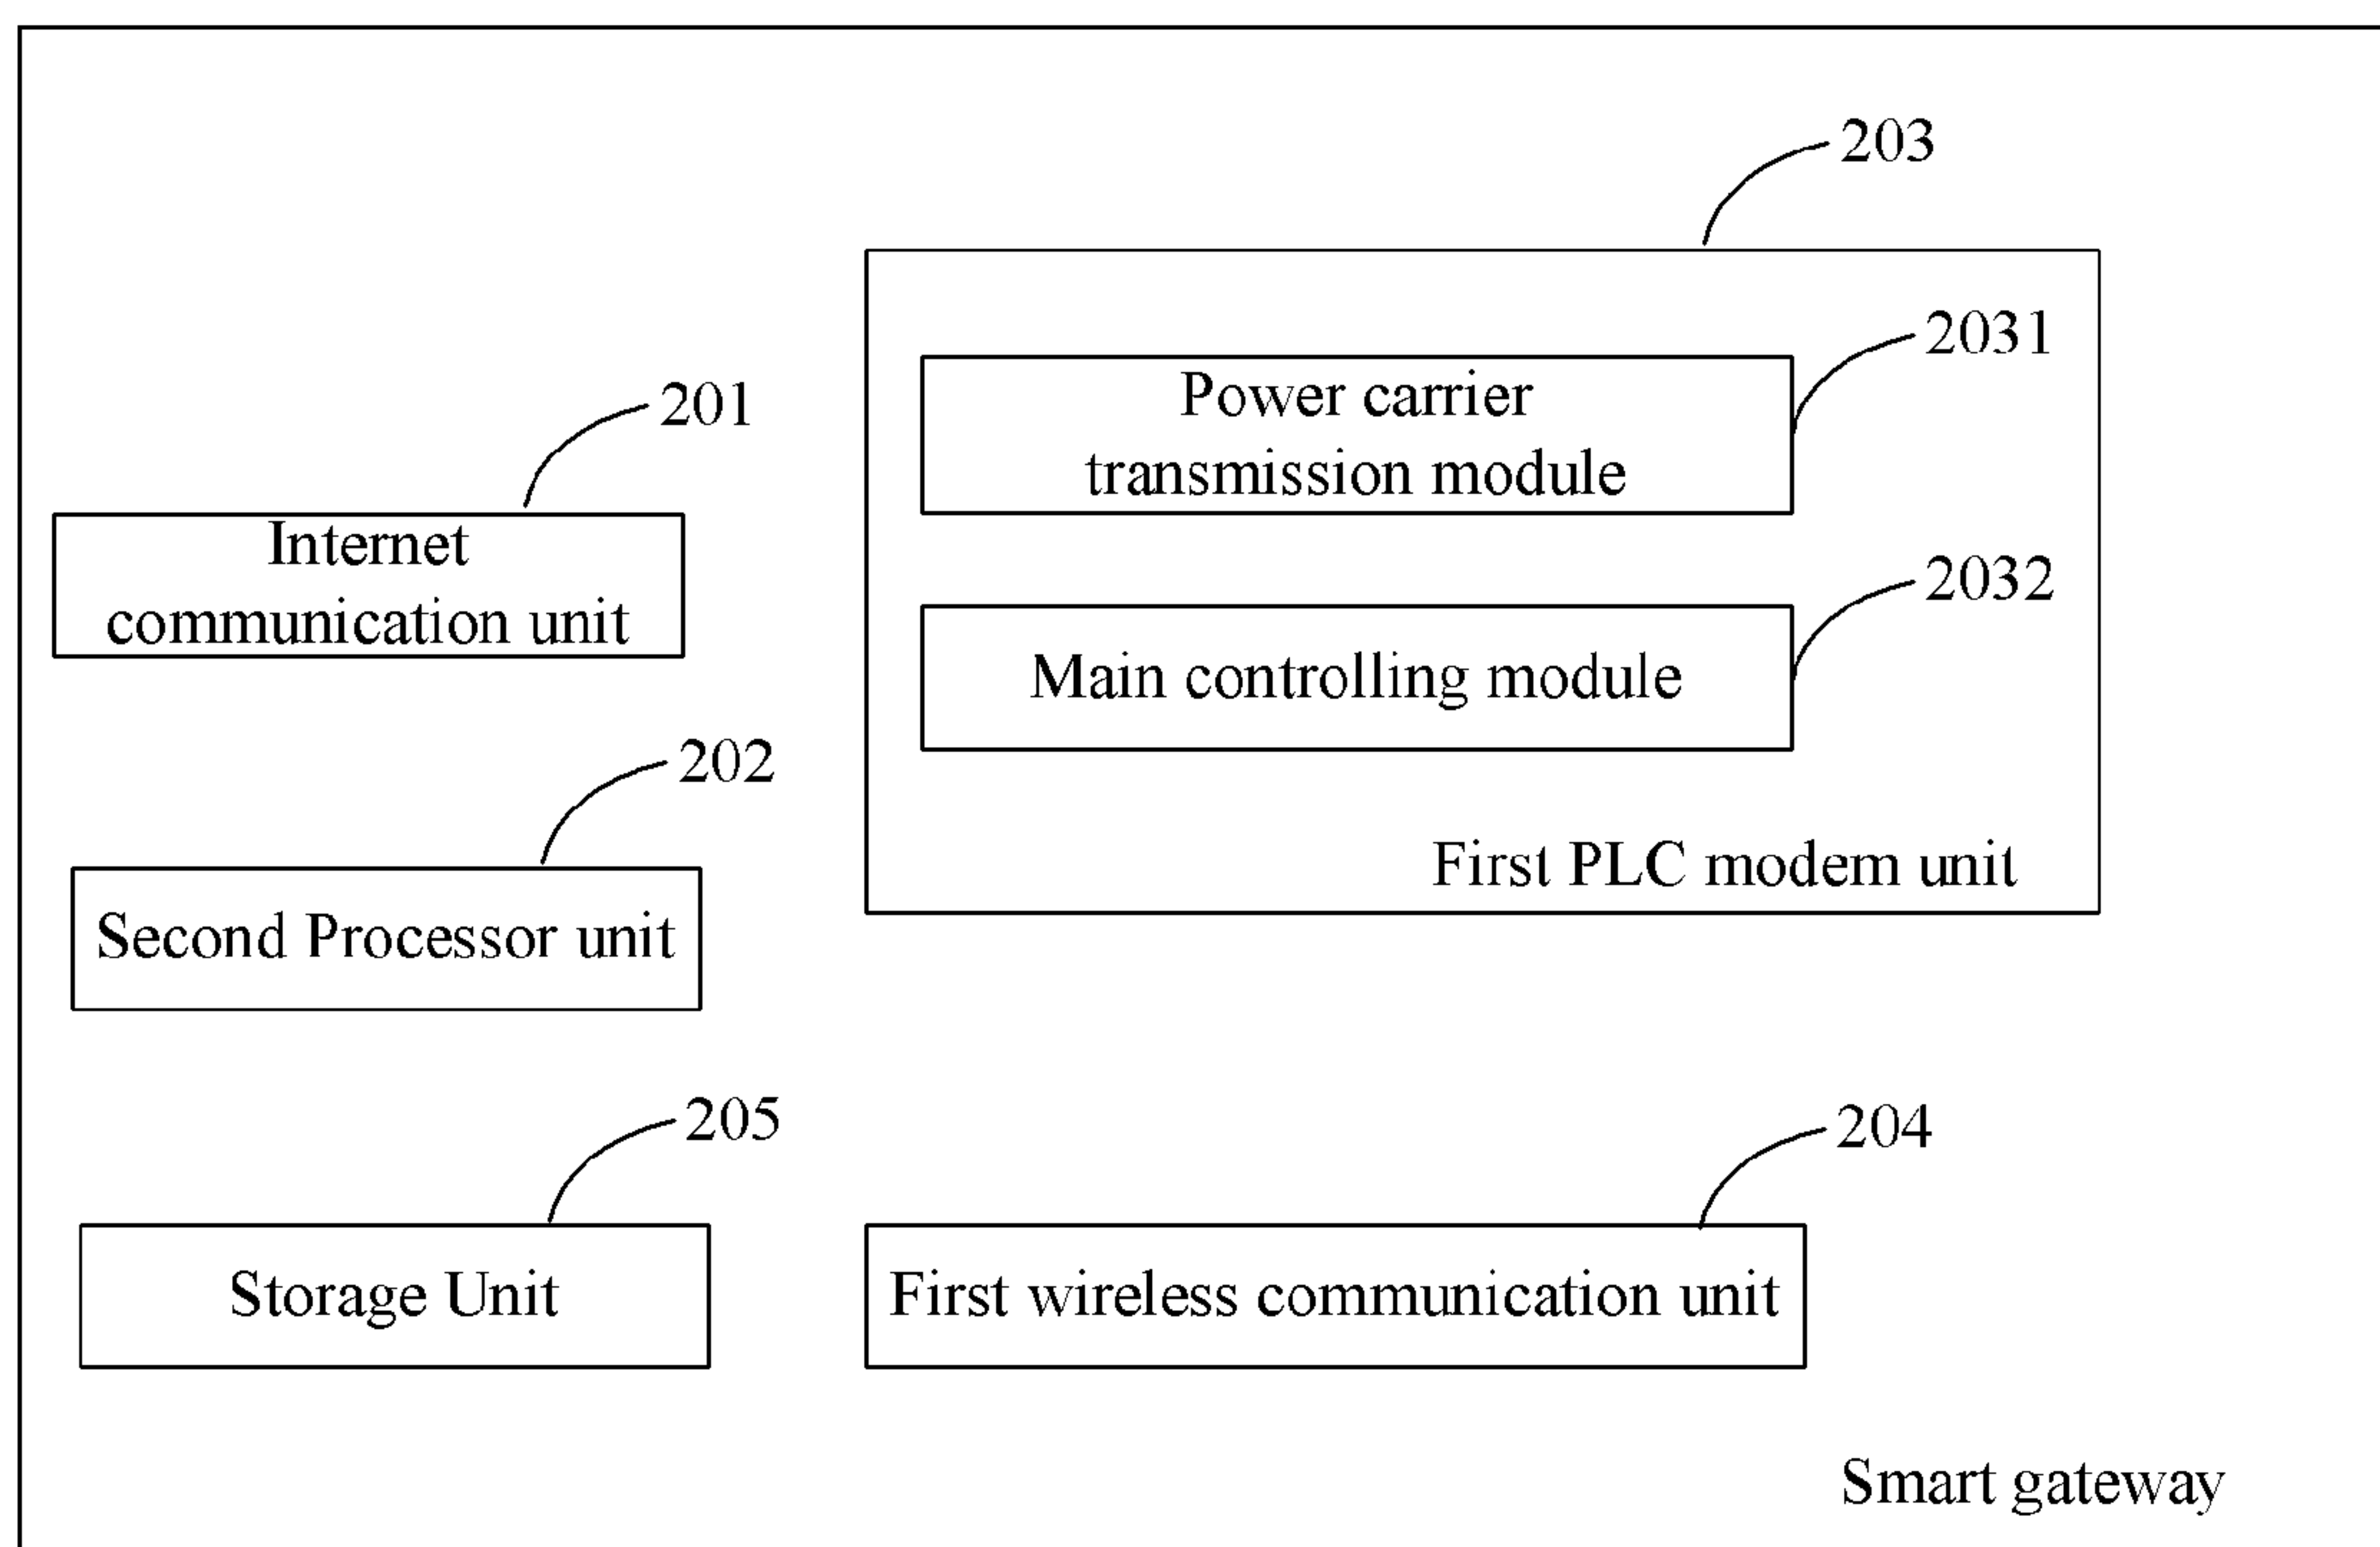 203
2031
Power carrier
transmission module
201
Internet
communication unit
2032
Main controlling module
202
First PLC modem unit
Second Processor unit
205
204
Storage Unit
First wireless communication unit
Smart gateway